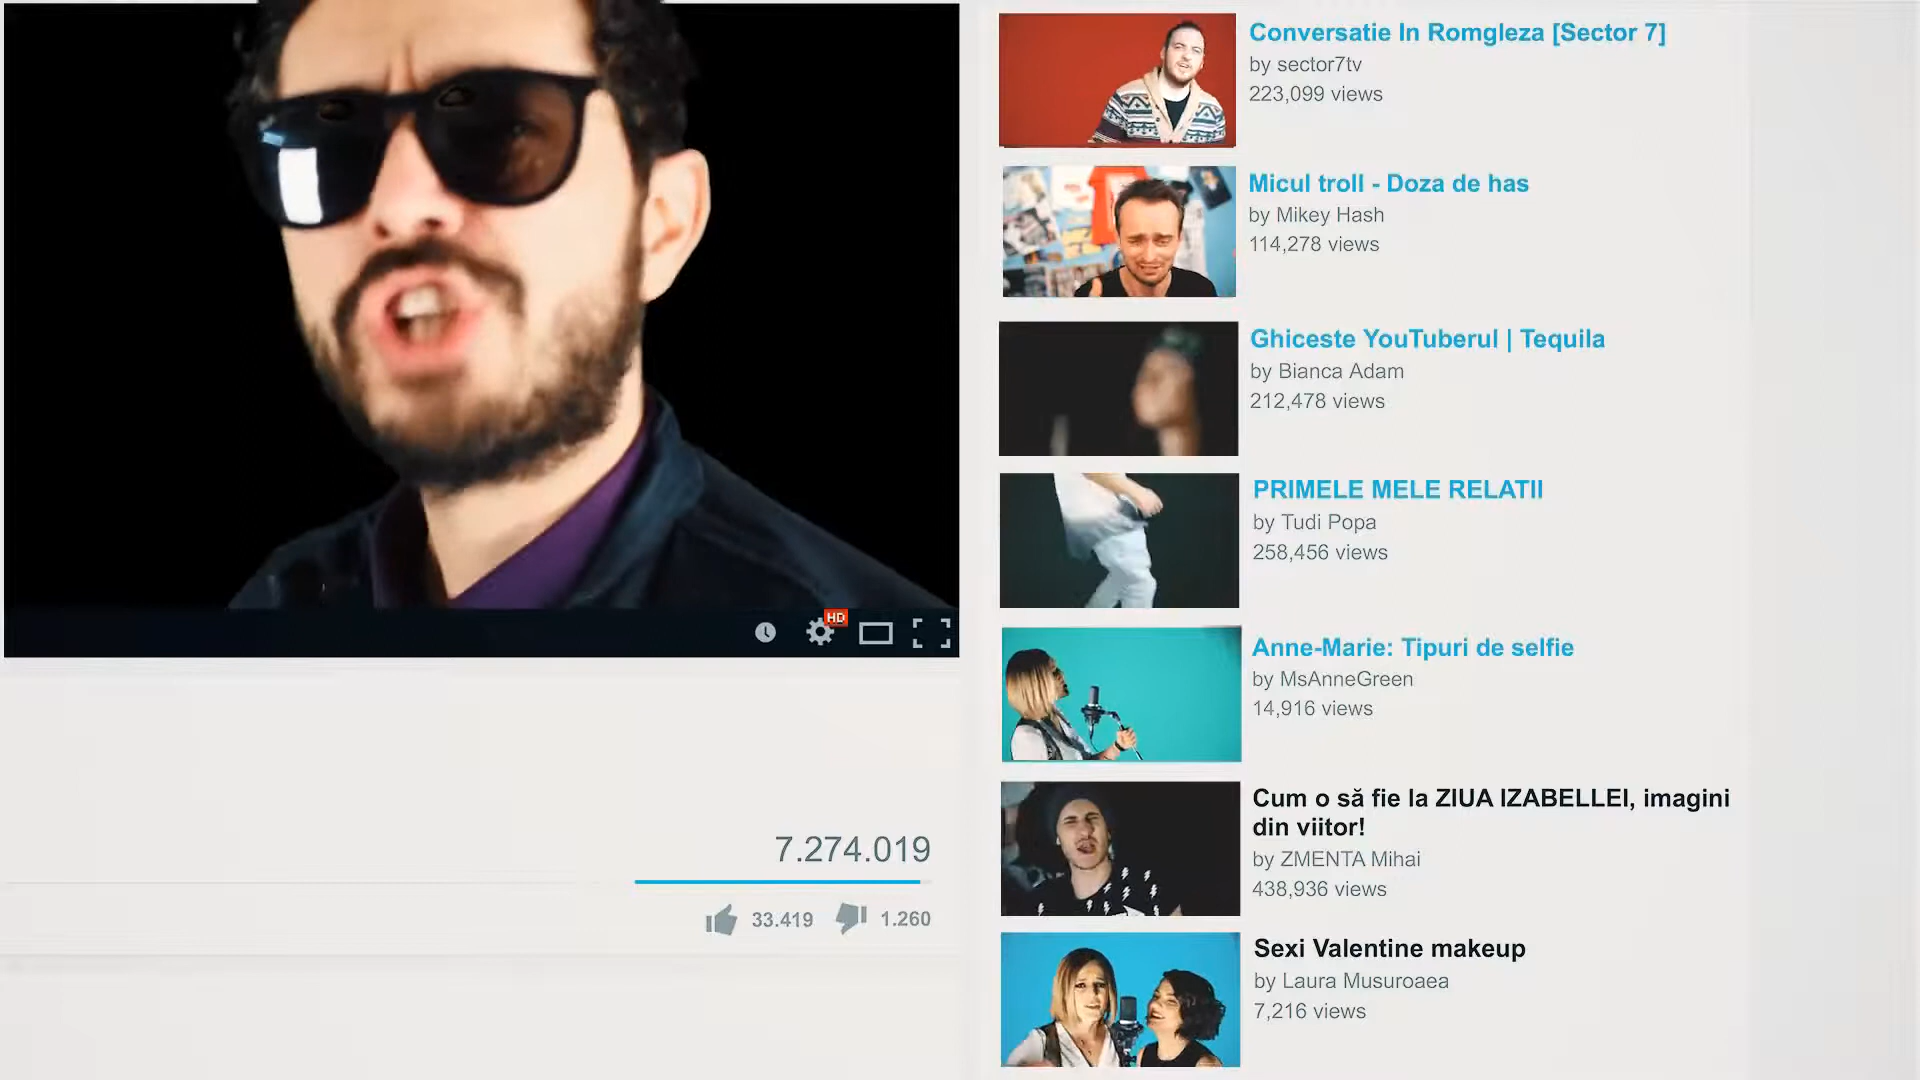 HD
7.274.019
33.419
1.260
Conversatie In Romgleza [Sector 7]
by sector7tv
223,099 views
Micul troll - Doza de has
by Mikey Hash
114,278 views
Ghiceste YouTuberul | Tequila
by Bianca Adam
212,478 views
PRIMELE MELE RELATII
by Tudi Popa
258,456 views
Anne-Marie: Tipuri de selfie
by MsAnneGreen
14,916 views
Cum o să fie la ZIUA IZABELLEI, imagini
din viitor!
by ZMENTA Mihai
438,936 views
Sexi Valentine makeup
by Laura Musuroaea
7,216 views